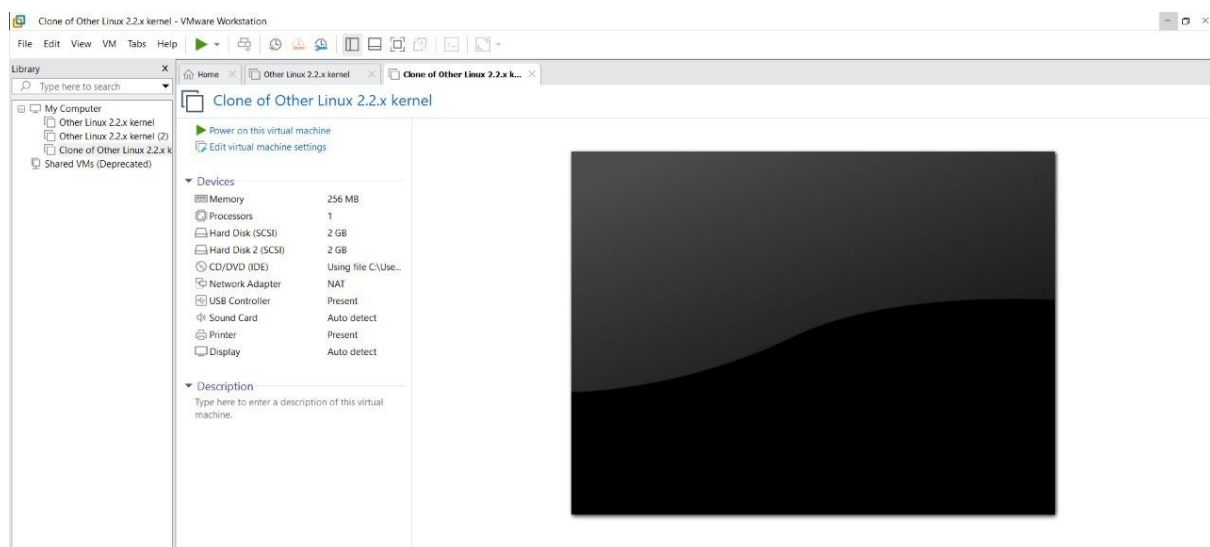 Clone of Other Linux 2.2.x kernel - VMware Workstation
File Edit View VM Tabs Help
Library X
Type here to search
My Computer
Other Linux 2.2.x kernel
Other Linux 2.2.x kernel (2)
Clone of Other Linux 2.2.x k
Shared VMs (Deprecated)
Home Other Linux 2.2.x kernel Clone of Other Linux 2.2.x k...
Clone of Other Linux 2.2.x kernel
Power on this virtual machine
Edit virtual machine settings
Devices
Memory 256 MB
Processors 1
Hard Disk (SCSI) 2 GB
Hard Disk 2 (SCSI) 2 GB
CD/DVD (IDE) Using file C:\Use...
Network Adapter NAT
USB Controller Present
Sound Card Auto detect
Printer Present
Display Auto detect
Description
Type here to enter a description of this virtual
machine.